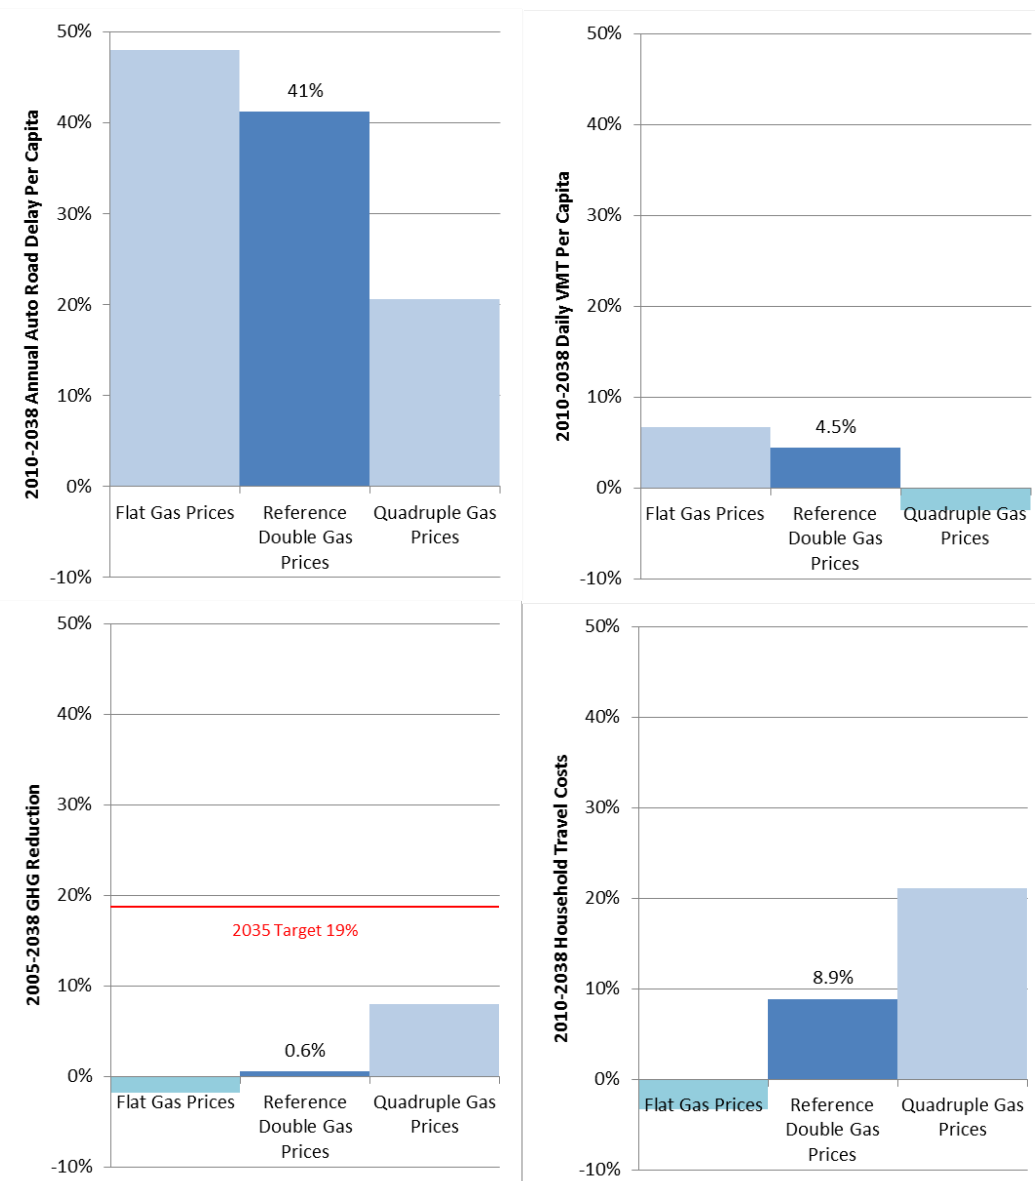 2010-2038 Annual Auto Road Delay Per Capita
50%
40%
30%
20%
10%
0%
-10%
41%
Flat Gas Prices
Reference
Double Gas
Prices
Quadruple Gas
Prices
2010-2038 Daily VMT Per Capita
50%
40%
30%
20%
10%
0%
-10%
4.5%
Flat Gas Prices
Reference
Double Gas
Prices
Quadruple Gas
Prices
2005-2038 GHG Reduction
50%
40%
30%
20%
10%
0%
-10%
2035 Target 19%
0.6%
Flat Gas Prices
Reference
Double Gas
Prices
Quadruple Gas
Prices
2010-2038 Household Travel Costs
50%
40%
30%
20%
10%
0%
-10%
8.9%
Flat Gas Prices
Reference
Double Gas
Prices
Quadruple Gas
Prices